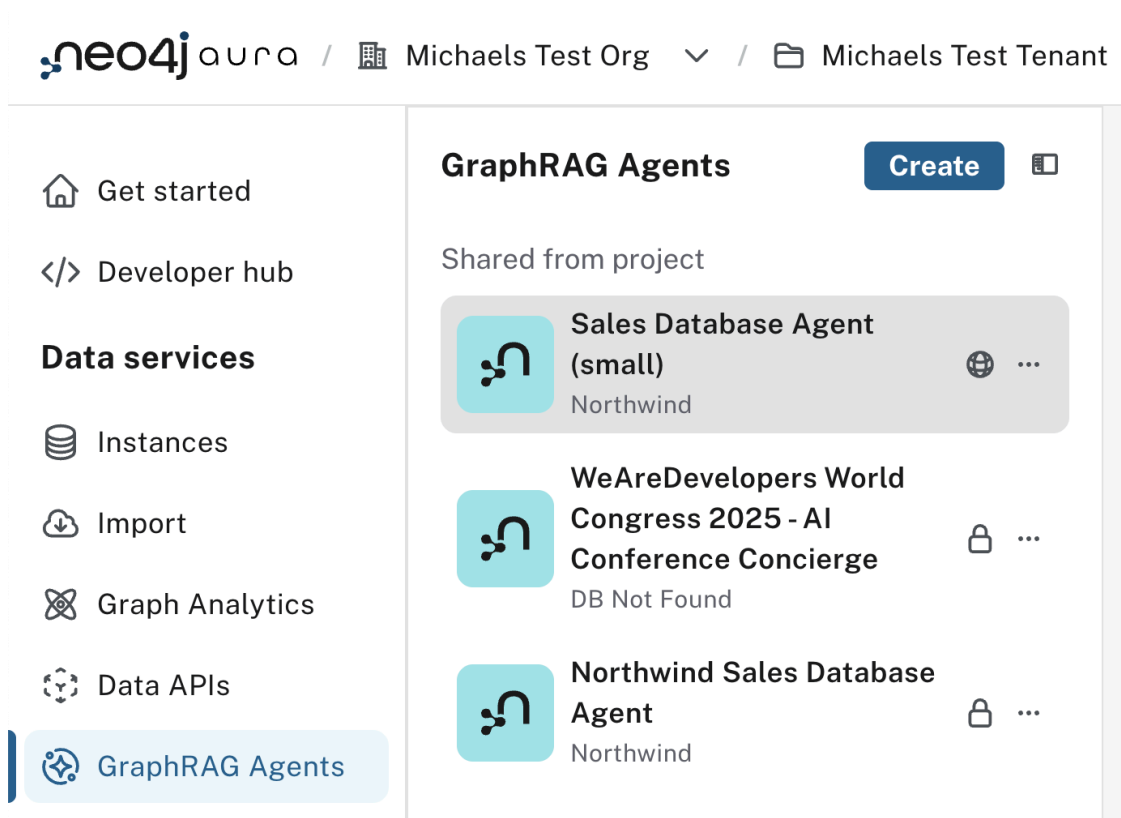 neo4j aura / Michaels Test Org / Michaels Test Tenant
Get started
Developer hub
Data services
Instances
Import
Graph Analytics
Data APIs
GraphRAG Agents
GraphRAG Agents
Create
Shared from project
Sales Database Agent
(small)
Northwind
WeAreDevelopers World
Congress 2025 - AI
Conference Concierge
DB Not Found
Northwind Sales Database
Agent
Northwind